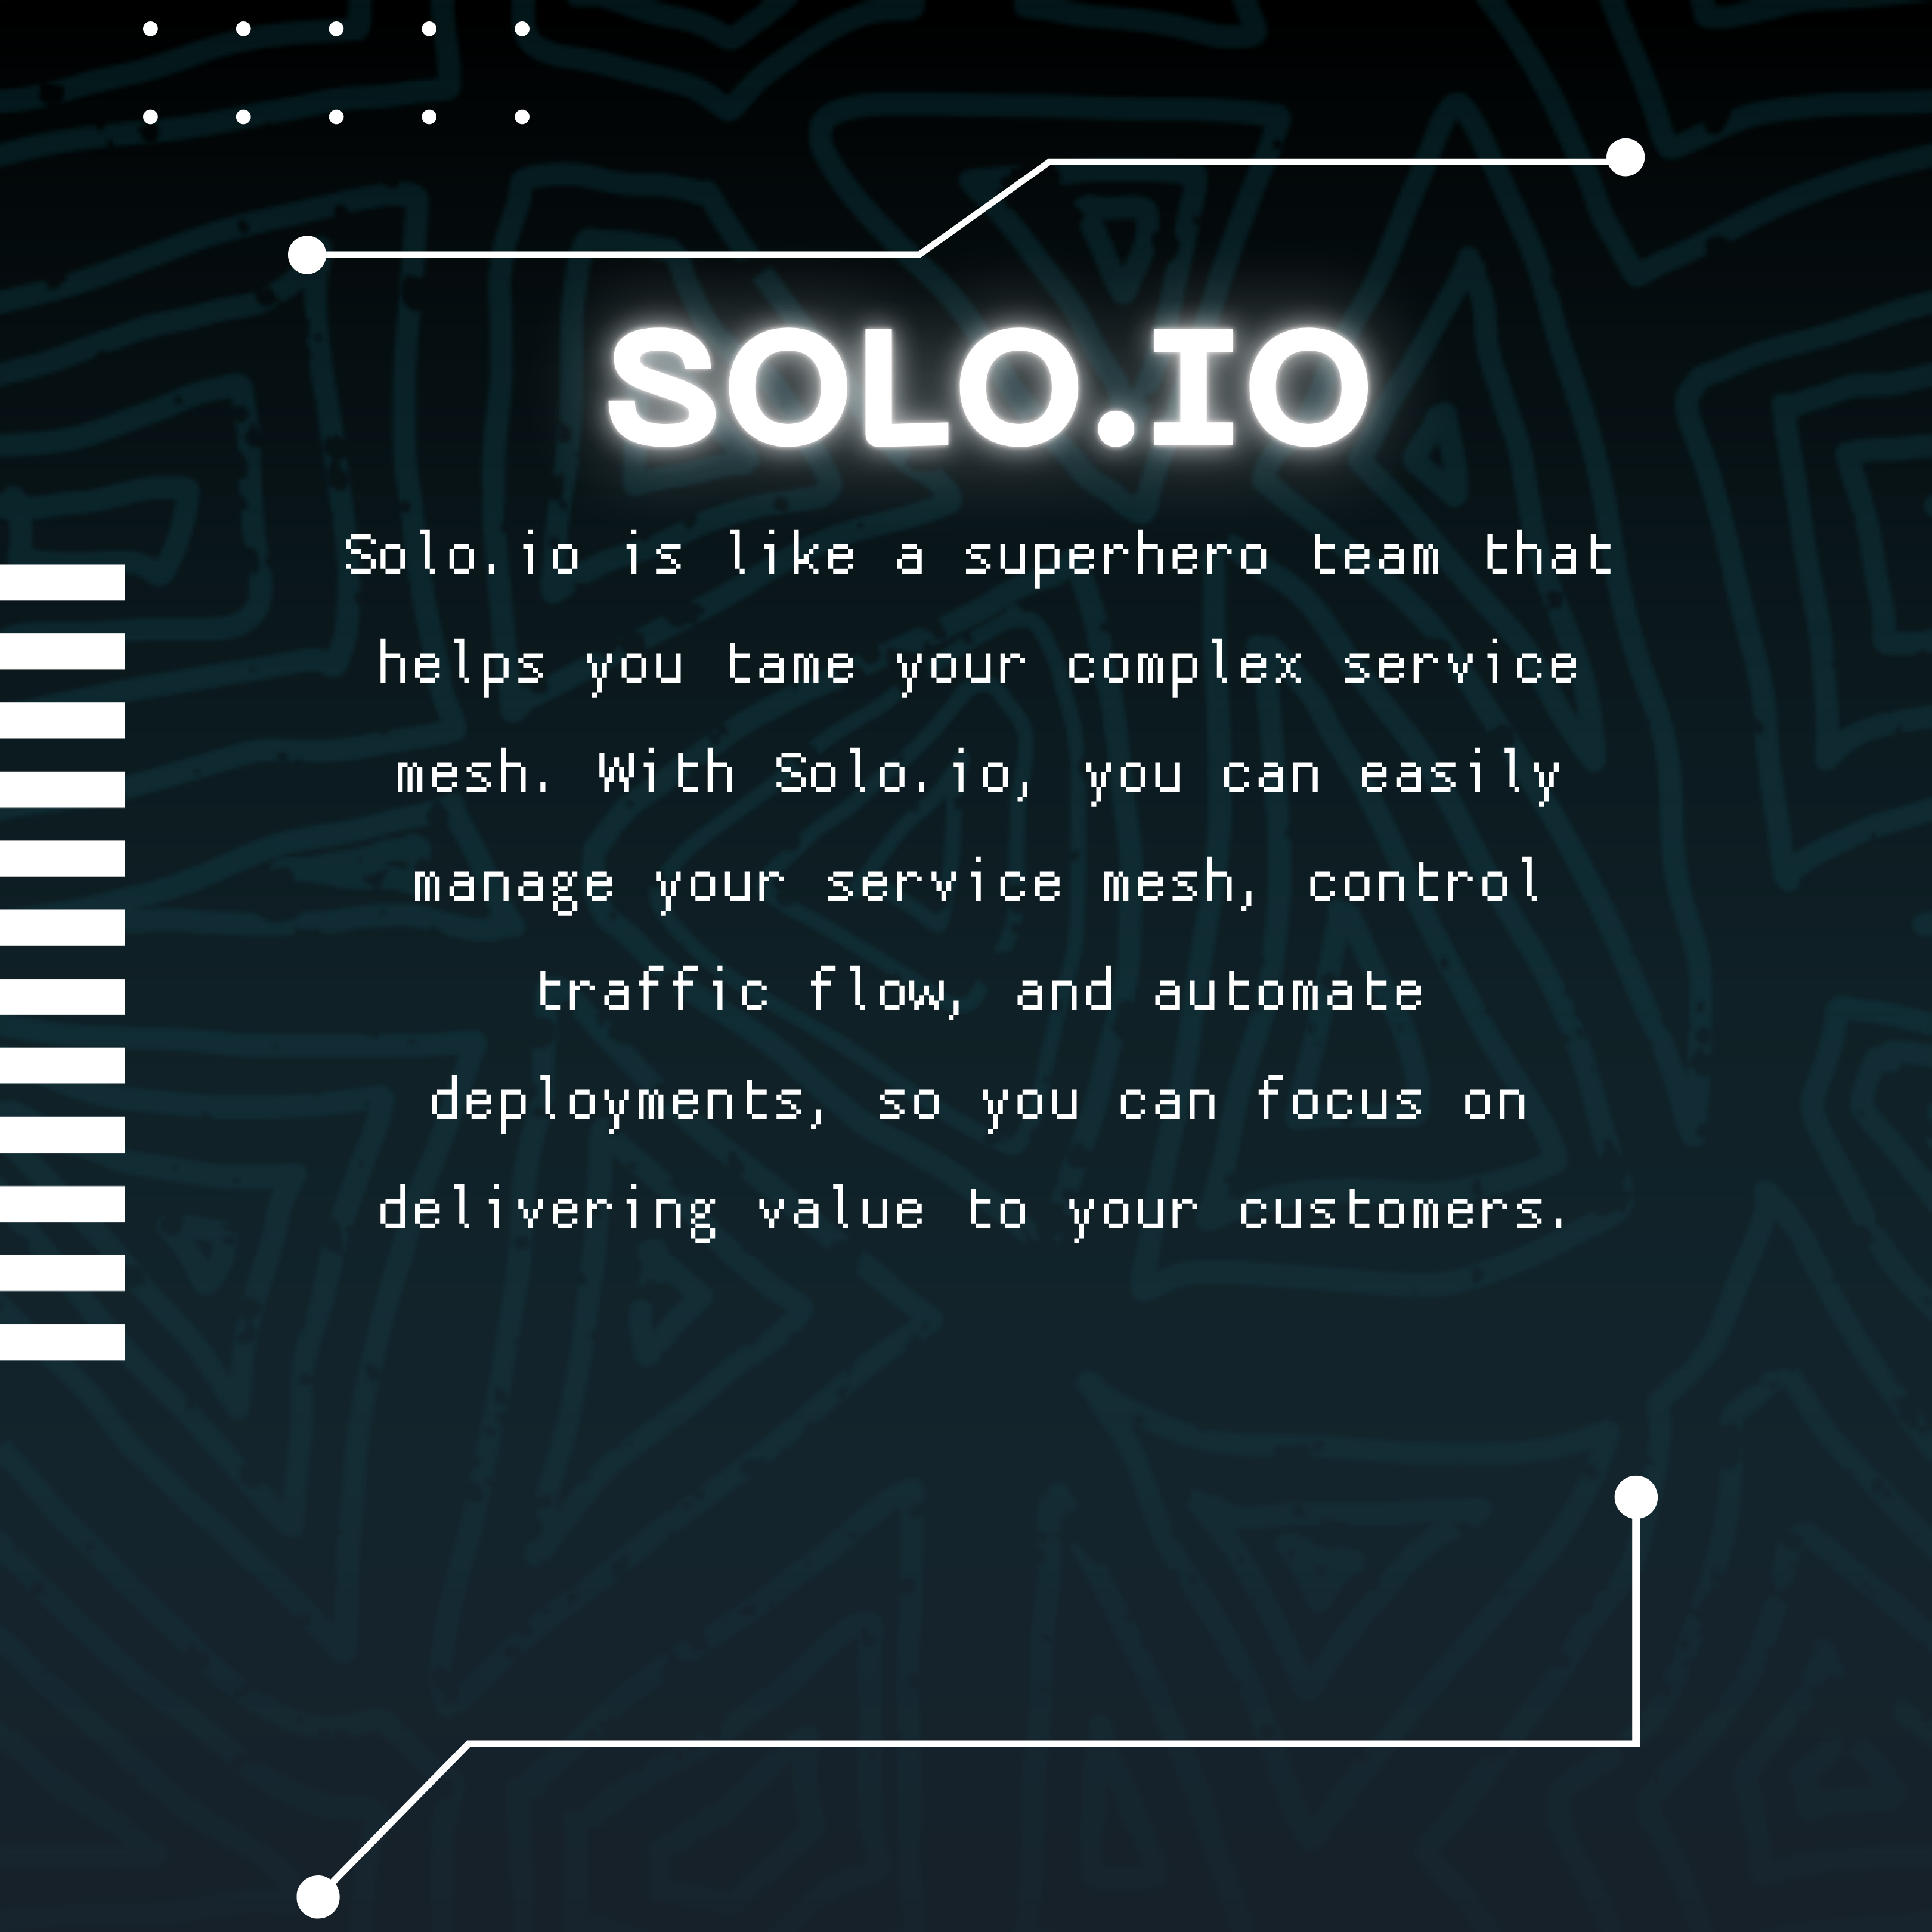 SOLO.IO
Solo.io is like a superhero team that
helps you tame your complex service
mesh. With Solo.io, you can easily
manage your service mesh, control
traffic flow, and automate
deployments, so you can focus on
delivering value to your customers.